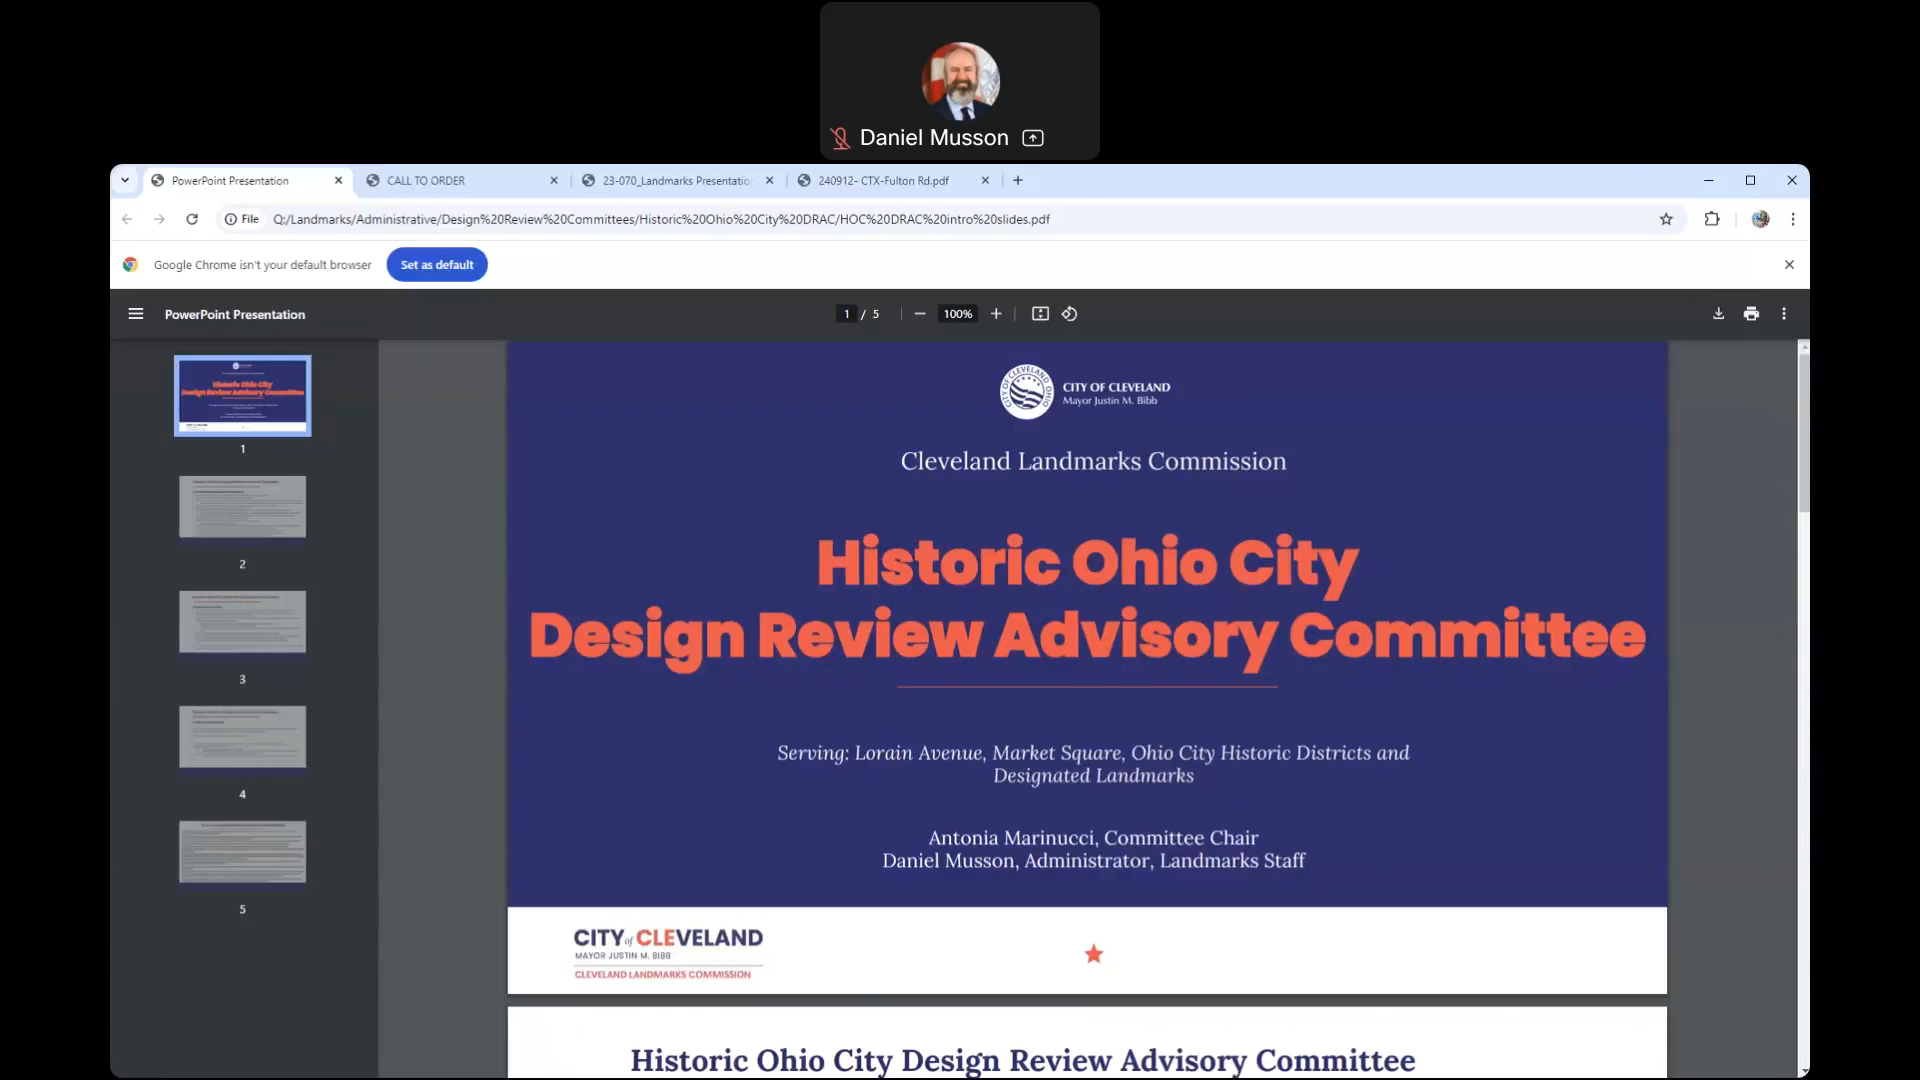 Daniel Musson
PowerPoint Presentation
CALL TO ORDER
23-070_Landmarks Presentatio
240912- CTX-Fulton Rd.pdf
File
Q:/Landmarks/Administrative/Design%20Review%20Committees/Historic%20Ohio%20City%20DRAC/HOC%20DRAC%20intro%20slides.pdf
Google Chrome isn't your default browser
Set as default
PowerPoint Presentation
1 / 5
100%
1
2
3
4
5
CITY OF CLEVELAND OHIO
CITY OF CLEVELAND
Mayor Justin M. Bibb
Cleveland Landmarks Commission
Historic Ohio City
Design Review Advisory Committee
Serving: Lorain Avenue, Market Square, Ohio City Historic Districts and
Designated Landmarks
Antonia Marinucci, Committee Chair
Daniel Musson, Administrator, Landmarks Staff
CITY of CLEVELAND
MAYOR JUSTIN M. BIBB
CLEVELAND LANDMARKS COMMISSION
Historic Ohio City Design Review Advisory Committee